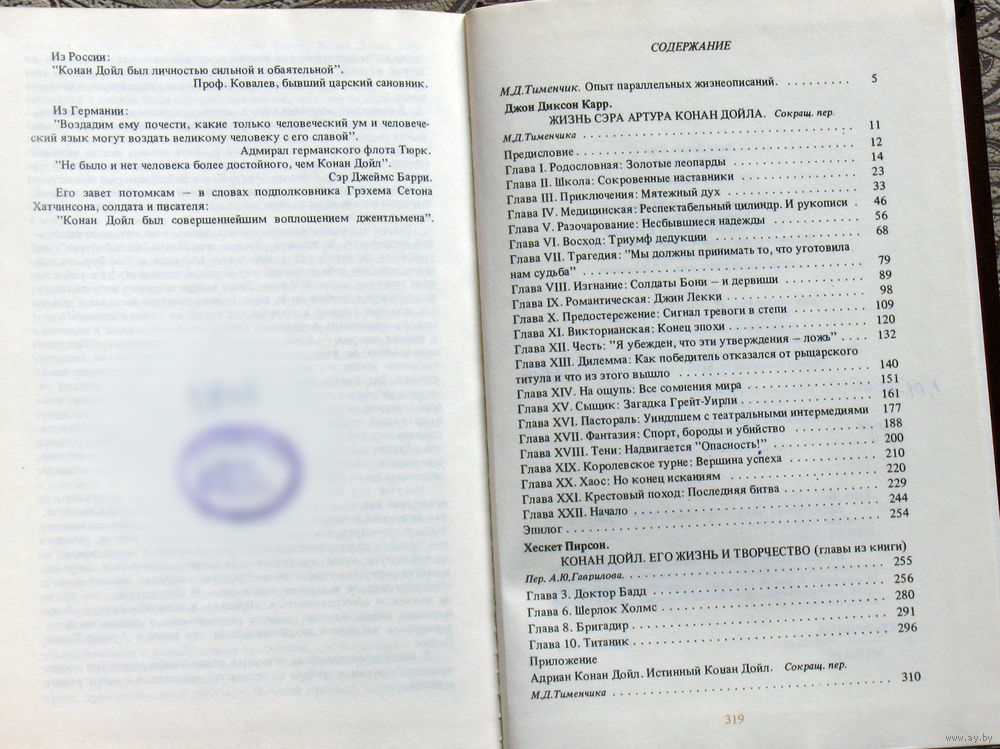 Из России:
"Конан Дойл был личностью сильной и обаятельной".
Проф. Ковалев, бывший царский сановник.
Из Германии:
"Воздадим ему почести, какие только человеческий ум и человече-
ский язык могут воздать великому человеку с его славой".
Адмирал германского флота Тюрк.
"Не было и нет человека более достойного, чем Конан Дойл".
Сэр Джеймс Барри.
Его завет потомкам — в словах подполковника Грэхема Сетона
Хатчинсона, солдата и писателя:
"Конан Дойл был совершеннейшим воплощением джентльмена".
СОДЕРЖАНИЕ
М.Д.Тименчик. Опыт параллельных жизнеописаний. . . . . . . . . 5
Джон Диксон Карр.
ЖИЗНЬ СЭРА АРТУРА КОНАН ДОЙЛА. Сокращ. пер.
М.Д.Тименчика . . . . . . . . . . 11
Предисловие . . . . . . . . . . 12
Глава I. Родословная: Золотые леопарды . . . . . . . . . . 14
Глава II. Школа: Сокровенные наставники . . . . . . . . . . 23
Глава III. Приключения: Мятежный дух . . . . . . . . . . 33
Глава IV. Медицинская: Респектабельный цилиндр. И рукописи . 46
Глава V. Разочарование: Несбывшиеся надежды . . . . . . . . . . 56
Глава VI. Восход: Триумф дедукции . . . . . . . . . . 68
Глава VII. Трагедия: "Мы должны принимать то, что уготовила
нам судьба" . . . . . . . . . . 79
Глава VIII. Изгнание: Солдаты Бони — и дервиши . . . . . . . . 89
Глава IX. Романтическая: Джин Лекки . . . . . . . . . . 98
Глава X. Предостережение: Сигнал тревоги в степи . . . . . . . 109
Глава XI. Викторианская: Конец эпохи . . . . . . . . . . 120
Глава XII. Честь: "Я убежден, что эти утверждения — ложь" . . . . 132
Глава XIII. Дилемма: Как победитель отказался от рыцарского
титула и что из этого вышло . . . . . . . . . . 140
Глава XIV. На ощупь: Все сомнения мира . . . . . . . . . . 151
Глава XV. Сыщик: Загадка Грейт-Уирли . . . . . . . . . . 161
Глава XVI. Пастораль: Уиндлшем с театральными интермедиями 177
Глава XVII. Фантазия: Спорт, бороды и убийство . . . . . . . . 188
Глава XVIII. Тени: Надвигается "Опасность!" . . . . . . . . . . 200
Глава XIX. Королевское турне: Вершина успеха . . . . . . . . . 210
Глава XX. Хаос: Но конец исканиям . . . . . . . . . . 220
Глава XXI. Крестовый поход: Последняя битва . . . . . . . . . 229
Глава XXII. Начало . . . . . . . . . . 244
Эпилог . . . . . . . . . . 254
Хескет Пирсон.
КОНАН ДОЙЛ. ЕГО ЖИЗНЬ И ТВОРЧЕСТВО (главы из книги)
Пер. А.Ю.Гаврилова. . . . . . . . . . . 255
Глава 3. Доктор Бадд . . . . . . . . . . 256
Глава 6. Шерлок Холмс . . . . . . . . . . 280
Глава 8. Бригадир . . . . . . . . . . 291
Глава 10. Титаник . . . . . . . . . . 296
Приложение
Адриан Конан Дойл. Истинный Конан Дойл. Сокращ. пер.
М.Д.Тименчика . . . . . . . . . . 310
319
www.ay.by